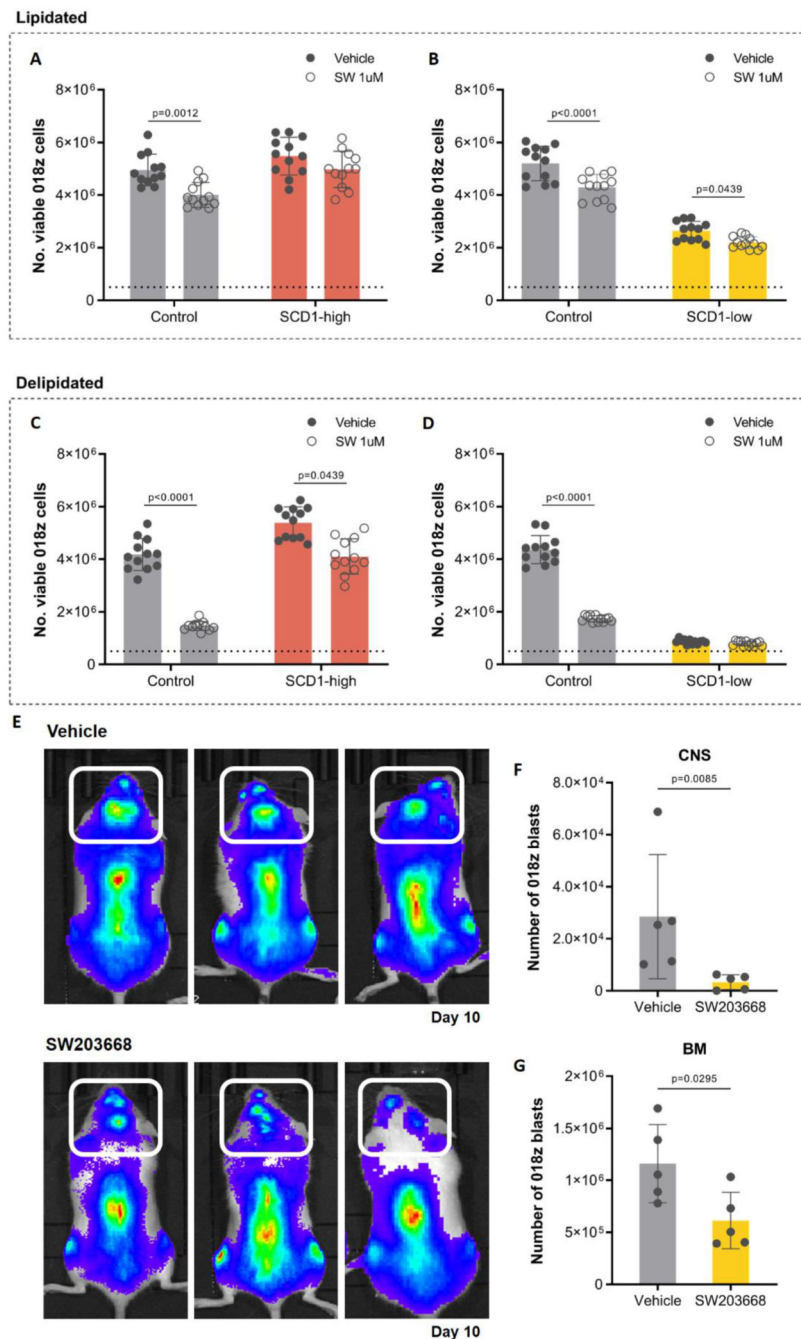 Lipidated
A
Vehicle
SW 1uM
No. viable 018z cells
8×10⁶
6×10⁶
4×10⁶
2×10⁶
0
p=0.0012
Control
SCD1-high
B
Vehicle
SW 1uM
No. viable 018z cells
8×10⁶
6×10⁶
4×10⁶
2×10⁶
0
p<0.0001
p=0.0439
Control
SCD1-low
Delipidated
C
Vehicle
SW 1uM
No. viable 018z cells
8×10⁶
6×10⁶
4×10⁶
2×10⁶
0
p<0.0001
p=0.0439
Control
SCD1-high
D
Vehicle
SW 1uM
No. viable 018z cells
8×10⁶
6×10⁶
4×10⁶
2×10⁶
0
p<0.0001
Control
SCD1-low
E
Vehicle
Day 10
SW203668
Day 10
F
CNS
Number of 018z blasts
8.0×10⁴
6.0×10⁴
4.0×10⁴
2.0×10⁴
0
p=0.0085
Vehicle
SW203668
G
BM
Number of 018z blasts
2×10⁶
1.5×10⁶
1×10⁶
5×10⁵
0
p=0.0295
Vehicle
SW203668